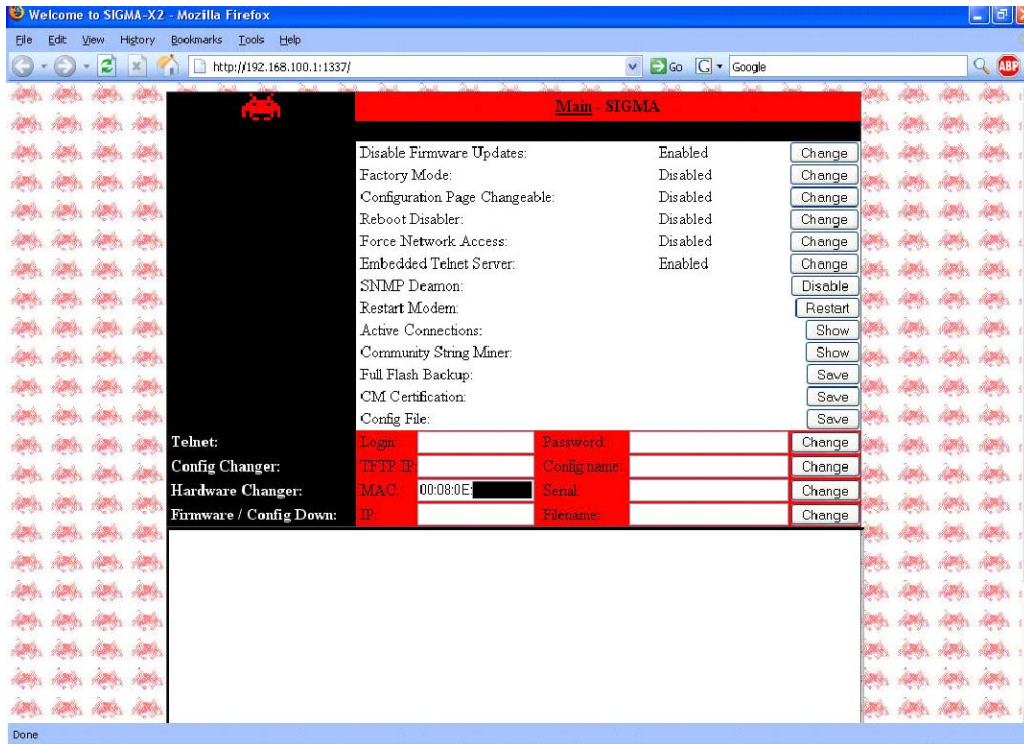 Welcome to SIGMA-X2 - Mozilla Firefox
File Edit View History Bookmarks Tools Help
http://192.168.100.1:1337/ Go G Google ABP
Main - SIGMA
Disable Firmware Updates: Enabled Change
Factory Mode: Disabled Change
Configuration Page Changeable: Disabled Change
Reboot Disabler: Disabled Change
Force Network Access: Disabled Change
Embedded Telnet Server: Enabled Change
SNMP Deamon: Disable
Restart Modem: Restart
Active Connections: Show
Community String Miner: Show
Full Flash Backup: Save
CM Certification: Save
Config File: Save
Telnet: Login: Password: Change
Config Changer: TFTP IP: Config name: Change
Hardware Changer: MAC: 00:08:0E: Serial: Change
Firmware / Config Down: IP: Filename: Change
Done